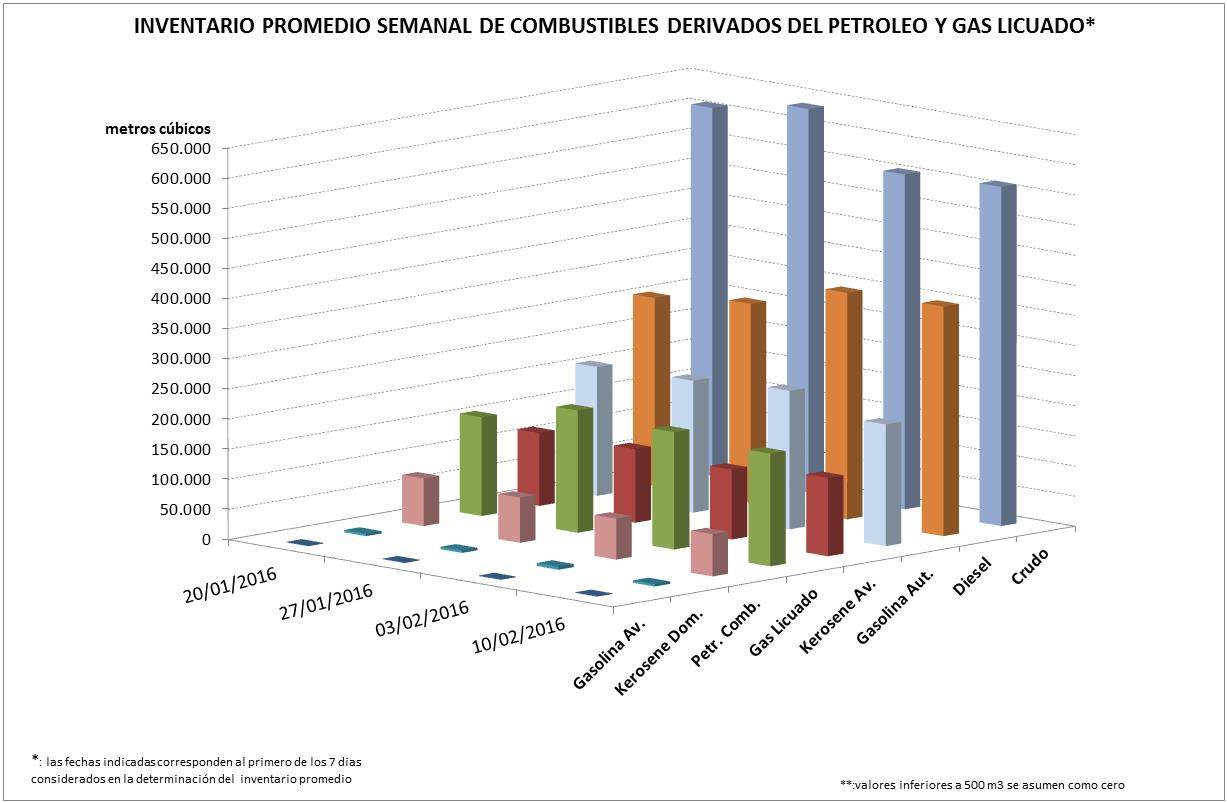 INVENTARIO PROMEDIO SEMANAL DE COMBUSTIBLES DERIVADOS DEL PETROLEO Y GAS LICUADO*
metros cúbicos
650.000
600.000
550.000
500.000
450.000
400.000
350.000
300.000
250.000
200.000
150.000
100.000
50.000
0
20/01/2016
27/01/2016
03/02/2016
10/02/2016
Gasolina Av.
Kerosene Dom.
Petr. Comb.
Gas Licuado
Kerosene Av.
Gasolina Aut.
Diesel
Crudo
*: las fechas indicadas corresponden al primero de los 7 dias
considerados en la determinación del inventario promedio
**:valores inferiores a 500 m3 se asumen como cero